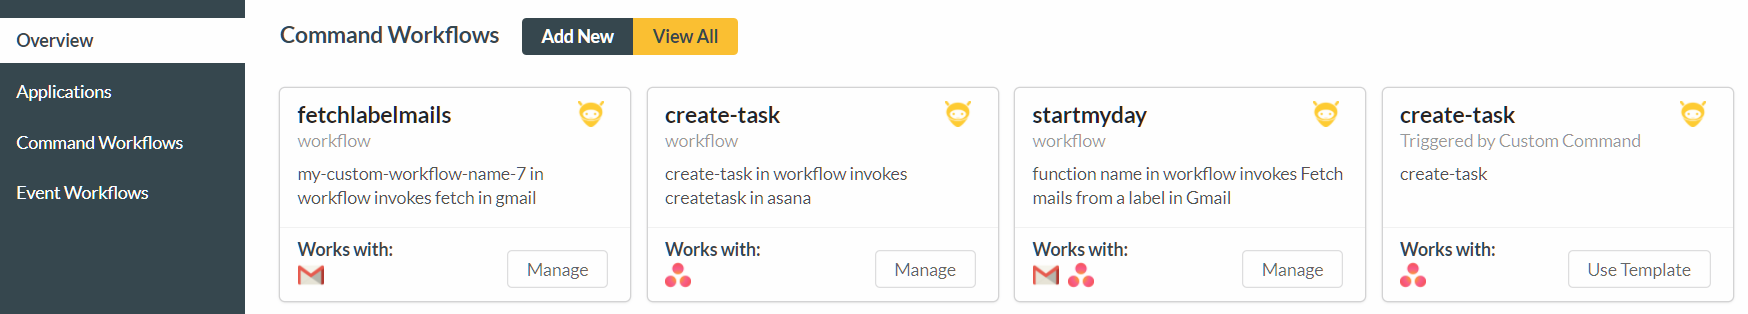 Overview
Applications
Command Workflows
Event Workflows
Command Workflows
Add New
View All
fetchlabelmails
workflow
my-custom-workflow-name-7 in
workflow invokes fetch in gmail
Works with:
Manage
create-task
workflow
create-task in workflow invokes
createtask in asana
Works with:
Manage
startmyday
workflow
function name in workflow invokes Fetch
mails from a label in Gmail
Works with:
Manage
create-task
Triggered by Custom Command
create-task
Works with:
Use Template